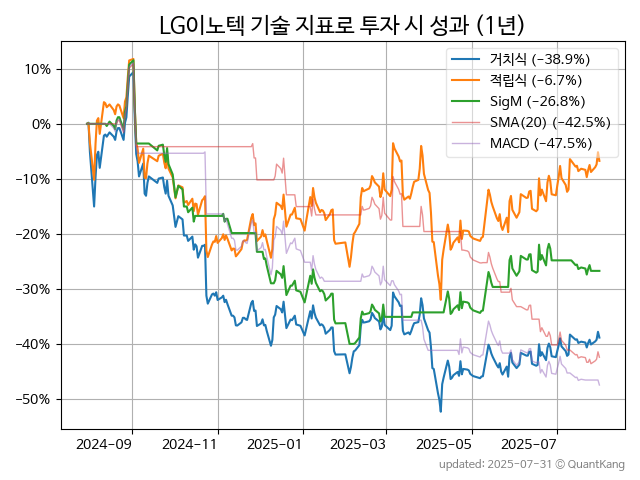 LG이노텍 기술 지표로 투자 시 성과 (1년)
거치식 (−38.9%)
적립식 (−6.7%)
SigM (−26.8%)
SMA(20) (−42.5%)
MACD (−47.5%)
10%
0%
−10%
−20%
−30%
−40%
−50%
2024-09 2024-11 2025-01 2025-03 2025-05 2025-07
updated: 2025-07-31 © QuantKang